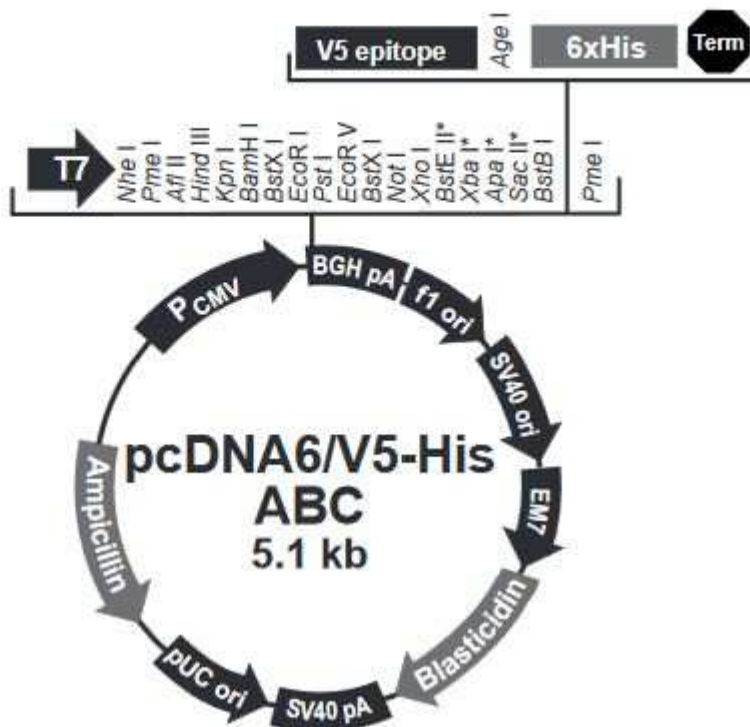 V5 epitope Age I 6xHis Term
T7 Nhe I Pme I Afl II Hind III Kpn I BamH I BstX I EcoR I Pst I EcoR V BstX I Not I Xho I BstE II* Xba I* Apa I* Sac II* BstB I Pme I
PCMV BGH pA f1 ori
SV40 ori
EM7
Blasticidin
SV40 pA
pUC ori
Ampicillin
pcDNA6/V5-His
ABC
5.1 kb